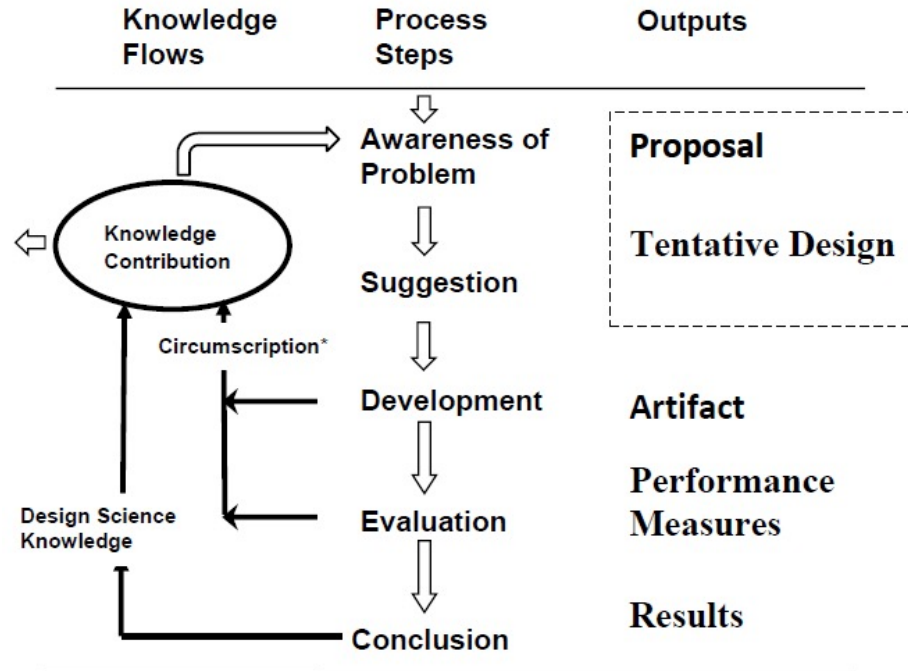 Knowledge
Flows
Process
Steps
Outputs
Awareness of
Problem
Proposal
Knowledge
Contribution
Tentative Design
Suggestion
Circumscription*
Development
Artifact
Design Science
Knowledge
Evaluation
Performance
Measures
Conclusion
Results